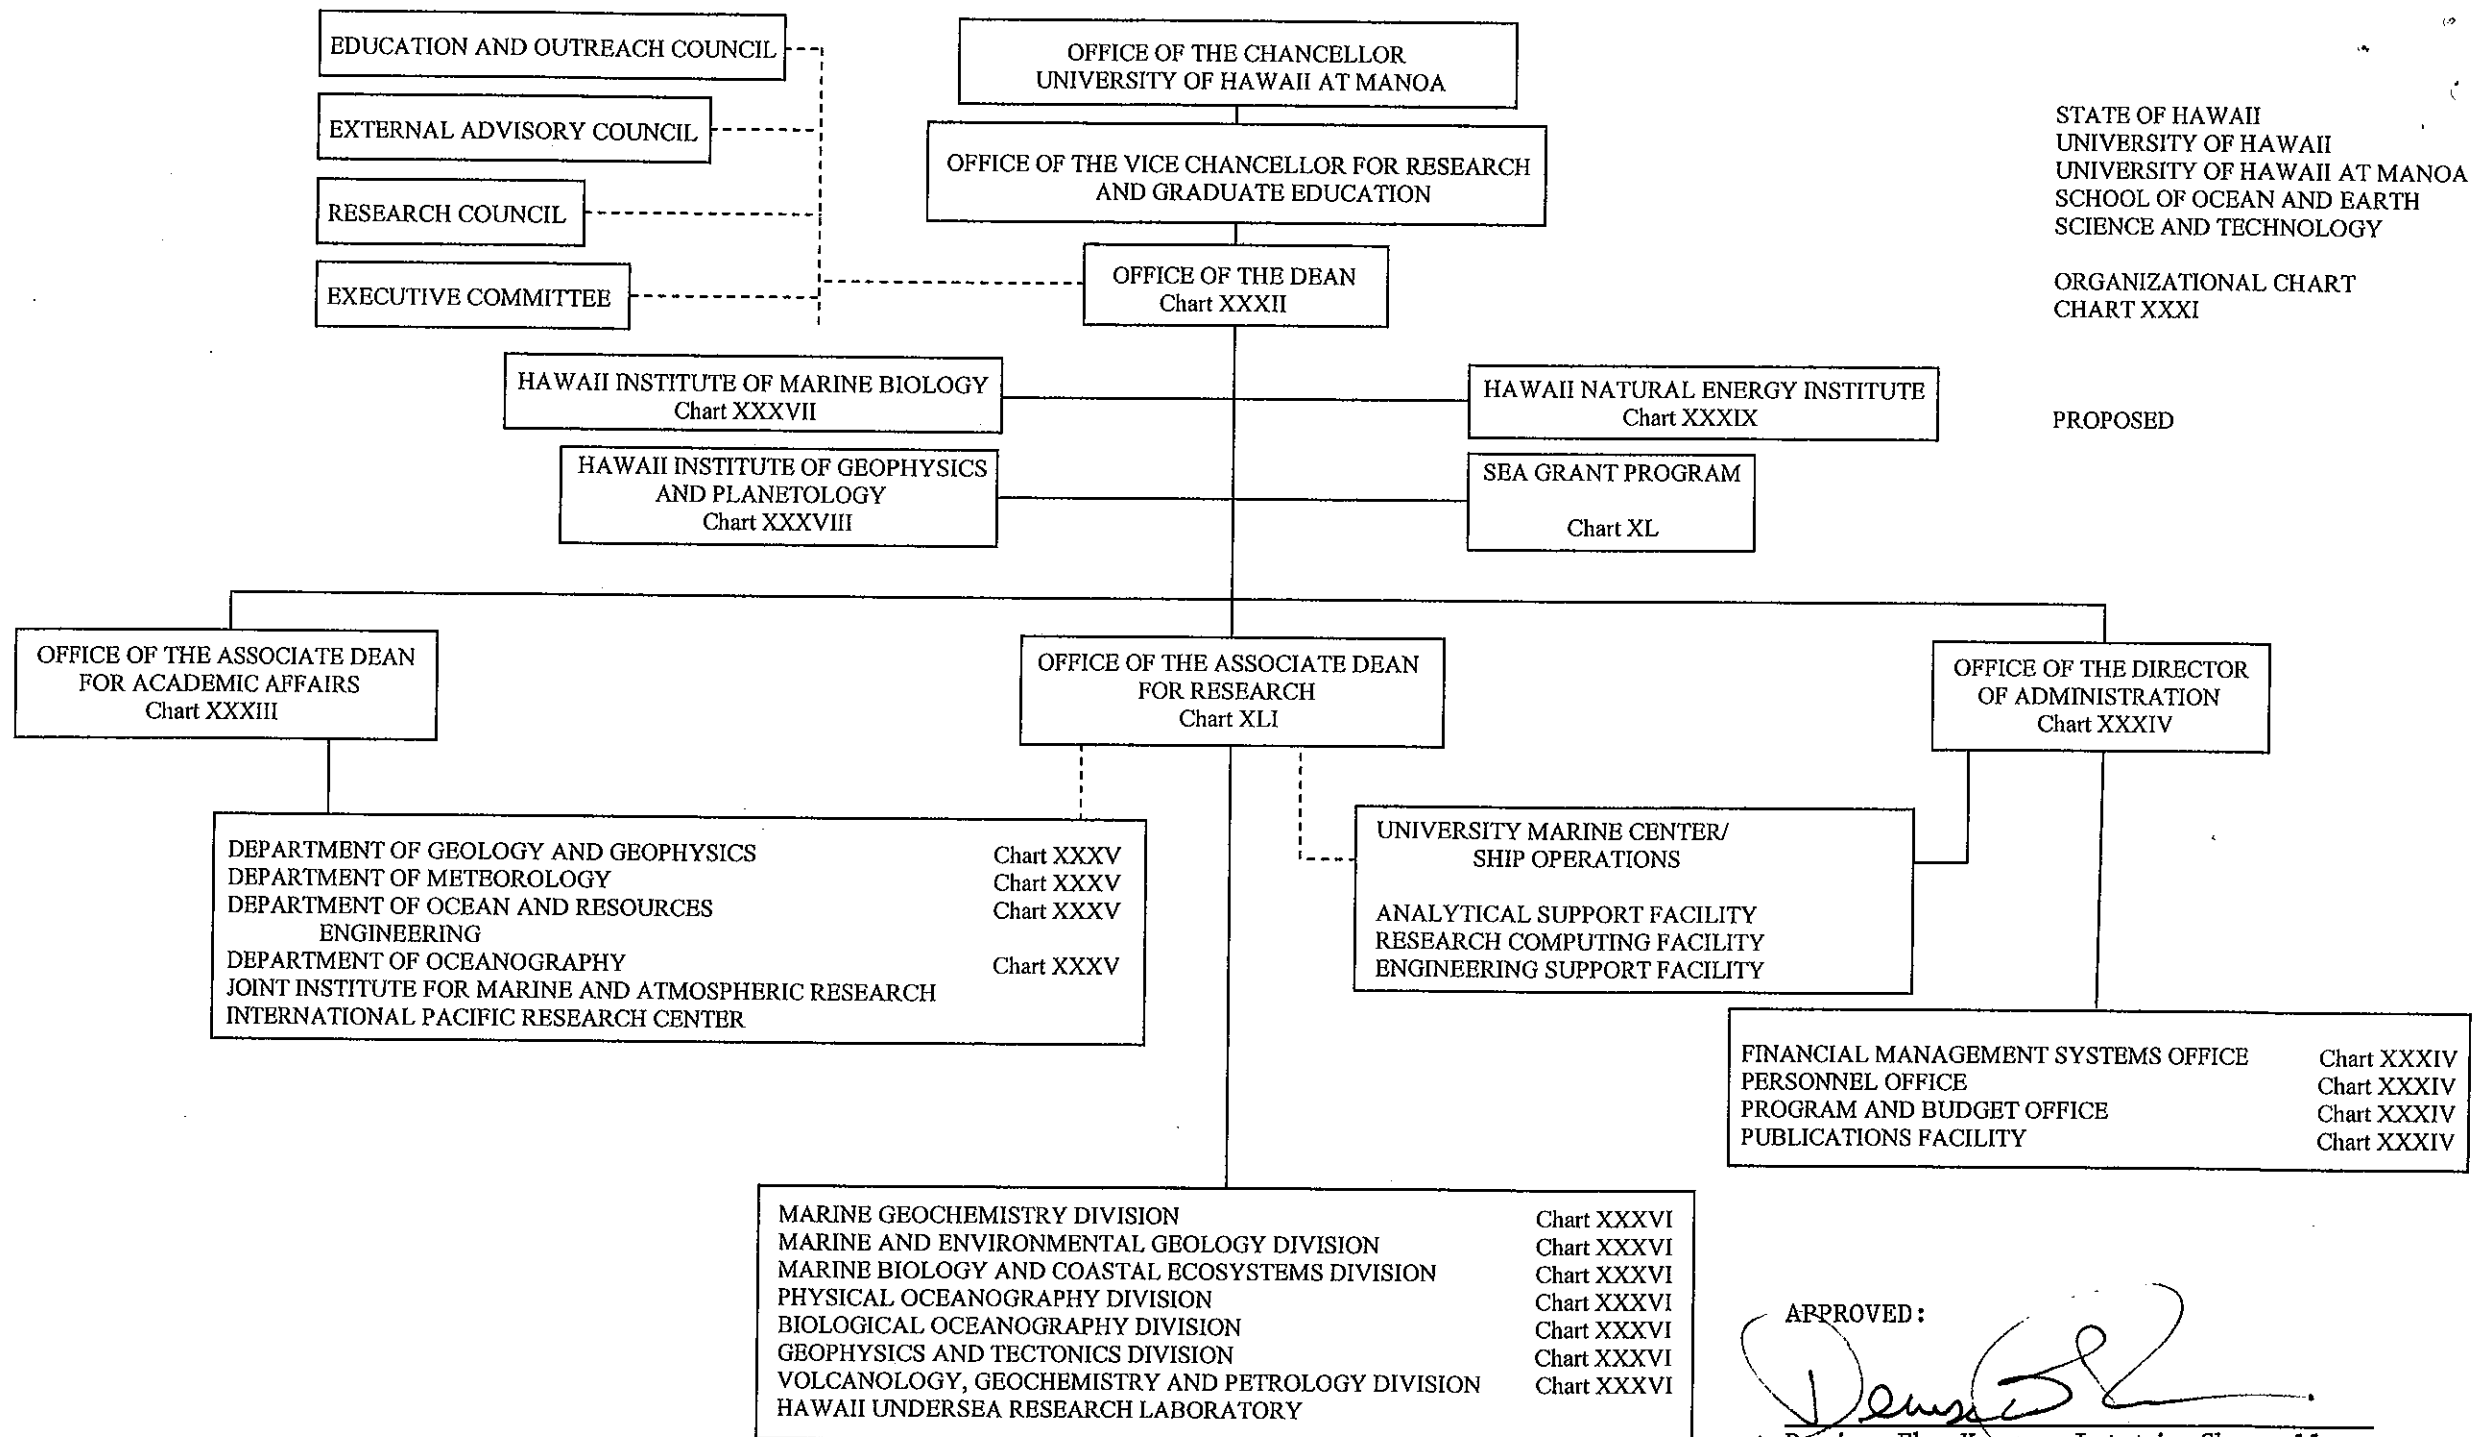 EDUCATION AND OUTREACH COUNCIL
EXTERNAL ADVISORY COUNCIL
RESEARCH COUNCIL
EXECUTIVE COMMITTEE
OFFICE OF THE CHANCELLOR
UNIVERSITY OF HAWAII AT MANOA
OFFICE OF THE VICE CHANCELLOR FOR RESEARCH
AND GRADUATE EDUCATION
OFFICE OF THE DEAN
Chart XXXII
STATE OF HAWAII
UNIVERSITY OF HAWAII
UNIVERSITY OF HAWAII AT MANOA
SCHOOL OF OCEAN AND EARTH
SCIENCE AND TECHNOLOGY
ORGANIZATIONAL CHART
CHART XXXI
PROPOSED
HAWAII INSTITUTE OF MARINE BIOLOGY
Chart XXXVII
HAWAII NATURAL ENERGY INSTITUTE
Chart XXXIX
HAWAII INSTITUTE OF GEOPHYSICS
AND PLANETOLOGY
Chart XXXVIII
SEA GRANT PROGRAM
Chart XL
OFFICE OF THE ASSOCIATE DEAN
FOR ACADEMIC AFFAIRS
Chart XXXIII
OFFICE OF THE ASSOCIATE DEAN
FOR RESEARCH
Chart XLI
OFFICE OF THE DIRECTOR
OF ADMINISTRATION
Chart XXXIV
DEPARTMENT OF GEOLOGY AND GEOPHYSICS Chart XXXV
DEPARTMENT OF METEOROLOGY Chart XXXV
DEPARTMENT OF OCEAN AND RESOURCES Chart XXXV
ENGINEERING
DEPARTMENT OF OCEANOGRAPHY Chart XXXV
JOINT INSTITUTE FOR MARINE AND ATMOSPHERIC RESEARCH
INTERNATIONAL PACIFIC RESEARCH CENTER
UNIVERSITY MARINE CENTER/
SHIP OPERATIONS
ANALYTICAL SUPPORT FACILITY
RESEARCH COMPUTING FACILITY
ENGINEERING SUPPORT FACILITY
FINANCIAL MANAGEMENT SYSTEMS OFFICE Chart XXXIV
PERSONNEL OFFICE Chart XXXIV
PROGRAM AND BUDGET OFFICE Chart XXXIV
PUBLICATIONS FACILITY Chart XXXIV
MARINE GEOCHEMISTRY DIVISION Chart XXXVI
MARINE AND ENVIRONMENTAL GEOLOGY DIVISION Chart XXXVI
MARINE BIOLOGY AND COASTAL ECOSYSTEMS DIVISION Chart XXXVI
PHYSICAL OCEANOGRAPHY DIVISION Chart XXXVI
BIOLOGICAL OCEANOGRAPHY DIVISION Chart XXXVI
GEOPHYSICS AND TECTONICS DIVISION Chart XXXVI
VOLCANOLOGY, GEOCHEMISTRY AND PETROLOGY DIVISION Chart XXXVI
HAWAII UNDERSEA RESEARCH LABORATORY
APPROVED: